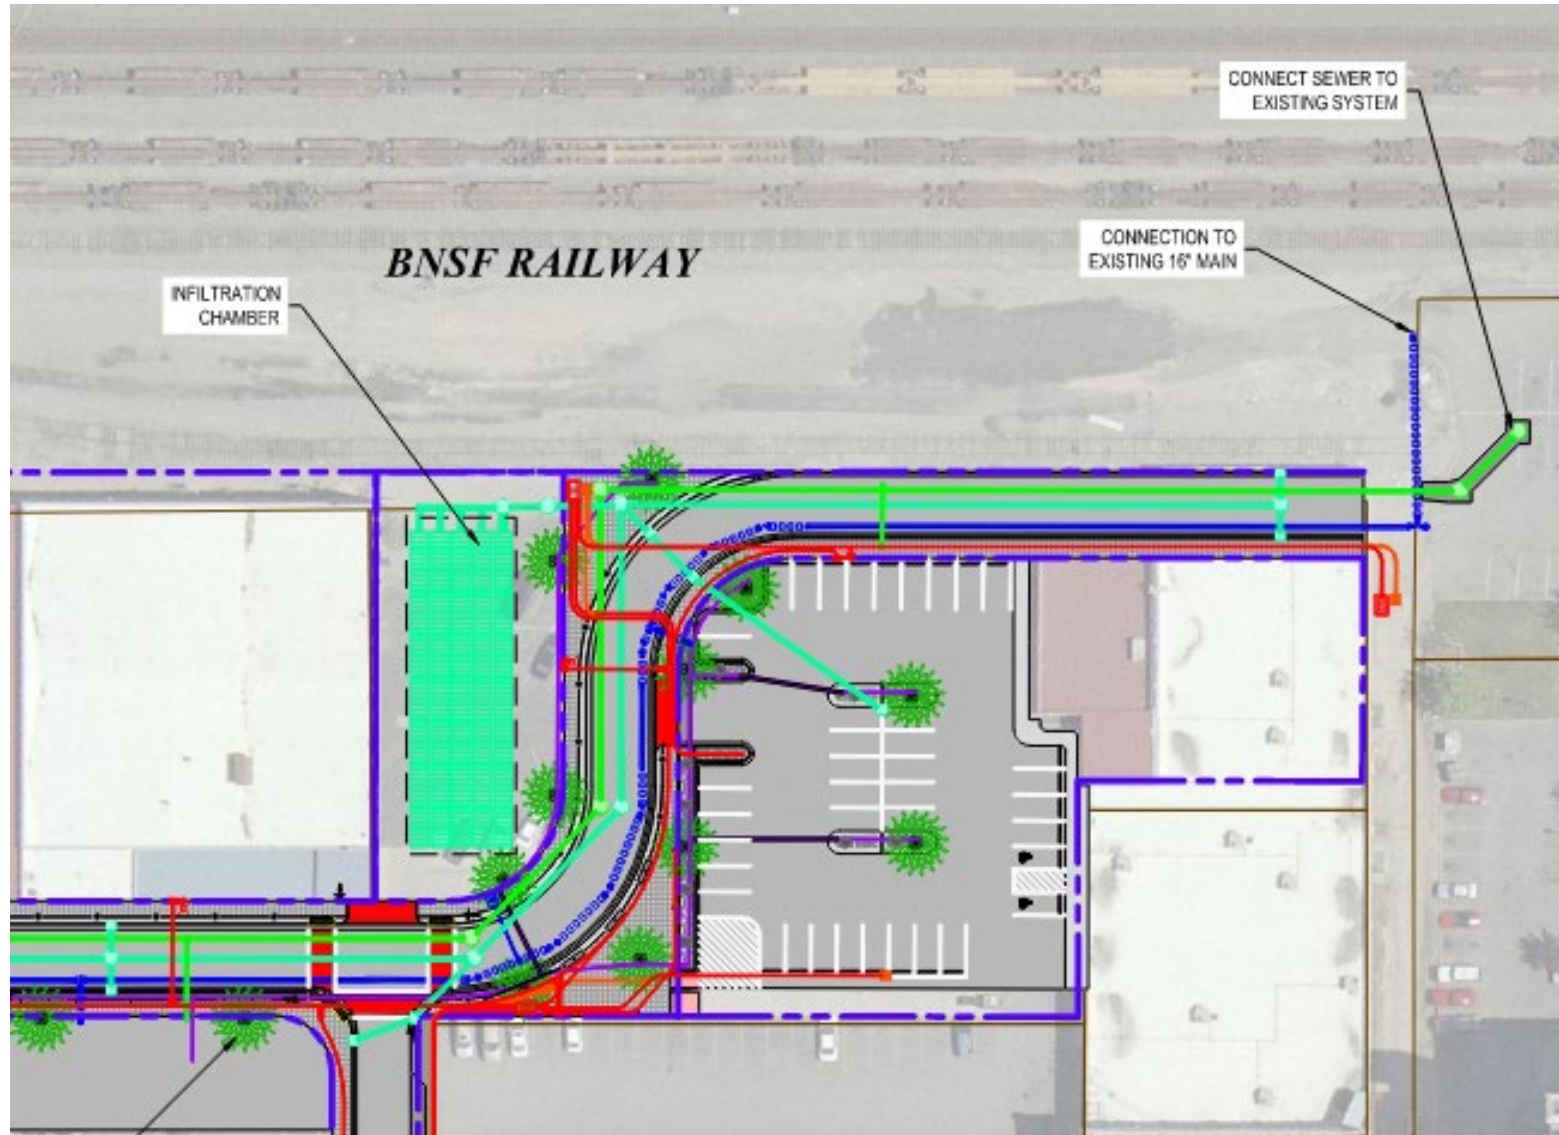 CONNECT SEWER TO
EXISTING SYSTEM
CONNECTION TO
EXISTING 16" MAIN
BNSF RAILWAY
INFILTRATION
CHAMBER